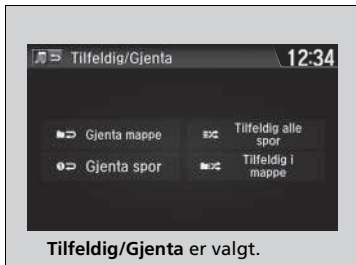 Tilfeldig/Gjenta 12:34
Gjenta mappe
Tilfeldig alle
spor
Gjenta spor
Tilfeldig i
mappe
Tilfeldig/Gjenta er valgt.